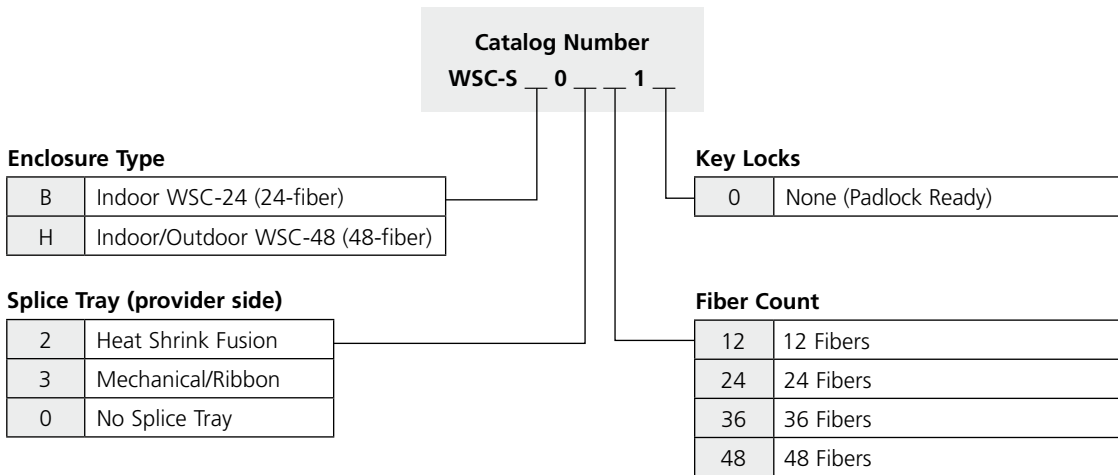 Catalog Number
WSC-S __ 0 __ __ 1 __
Enclosure Type
B Indoor WSC-24 (24-fiber)
H Indoor/Outdoor WSC-48 (48-fiber)
Splice Tray (provider side)
2 Heat Shrink Fusion
3 Mechanical/Ribbon
0 No Splice Tray
Key Locks
0 None (Padlock Ready)
Fiber Count
12 12 Fibers
24 24 Fibers
36 36 Fibers
48 48 Fibers